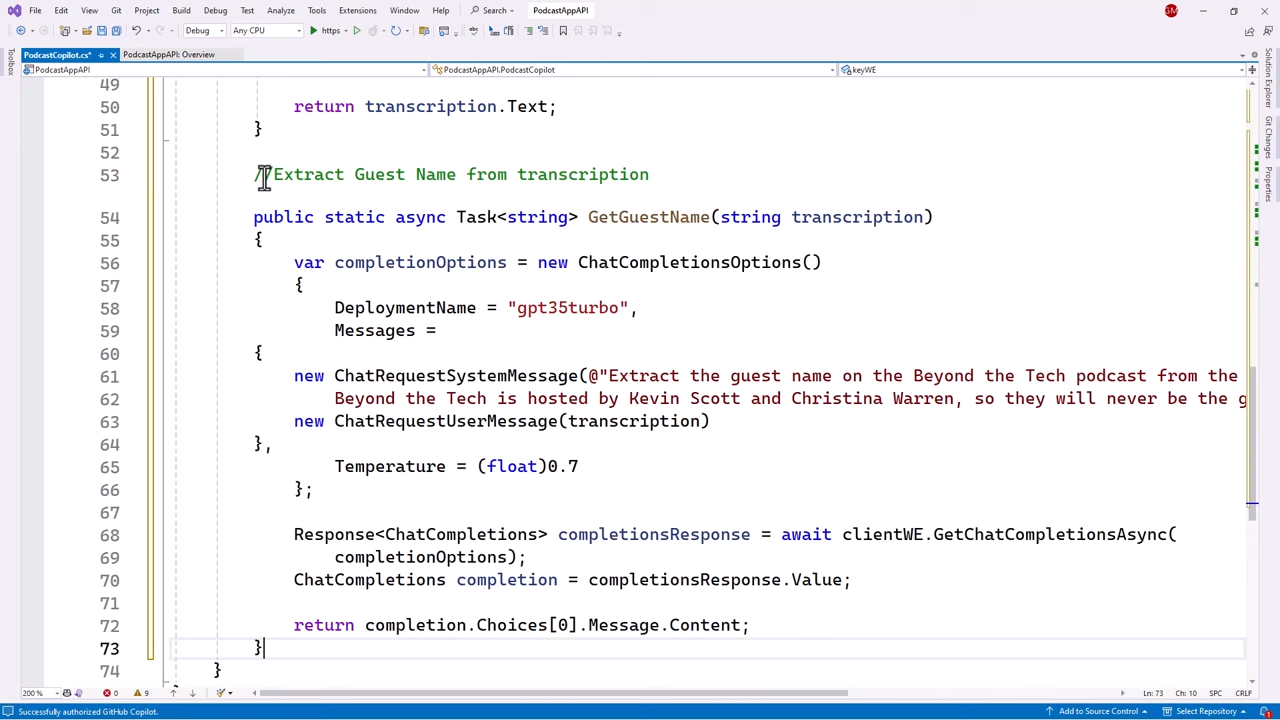 File Edit View Git Project Build Debug Test Analyze Tools Extensions Window Help Search PodcastAppAPI GM
Debug Any CPU https
PodcastCopilot.cs* PodcastAppAPI: Overview
PodcastAppAPI PodcastAppAPI.PodcastCopilot keyWE
Toolbox
Solution Explorer
Git Changes
Properties
49
50 return transcription.Text;
51 }
52
53 //Extract Guest Name from transcription
54 public static async Task<string> GetGuestName(string transcription)
55 {
56 var completionOptions = new ChatCompletionsOptions()
57 {
58 DeploymentName = "gpt35turbo",
59 Messages =
60 {
61 new ChatRequestSystemMessage(@"Extract the guest name on the Beyond the Tech podcast from the
62 Beyond the Tech is hosted by Kevin Scott and Christina Warren, so they will never be the g
63 new ChatRequestUserMessage(transcription)
64 },
65 Temperature = (float)0.7
66 };
67
68 Response<ChatCompletions> completionsResponse = await clientWE.GetChatCompletionsAsync(
69 completionOptions);
70 ChatCompletions completion = completionsResponse.Value;
71
72 return completion.Choices[0].Message.Content;
73 }
74 }
200 % 0 9 Ln: 73 Ch: 10 SPC CRLF
Successfully authorized GitHub Copilot. Add to Source Control Select Repository